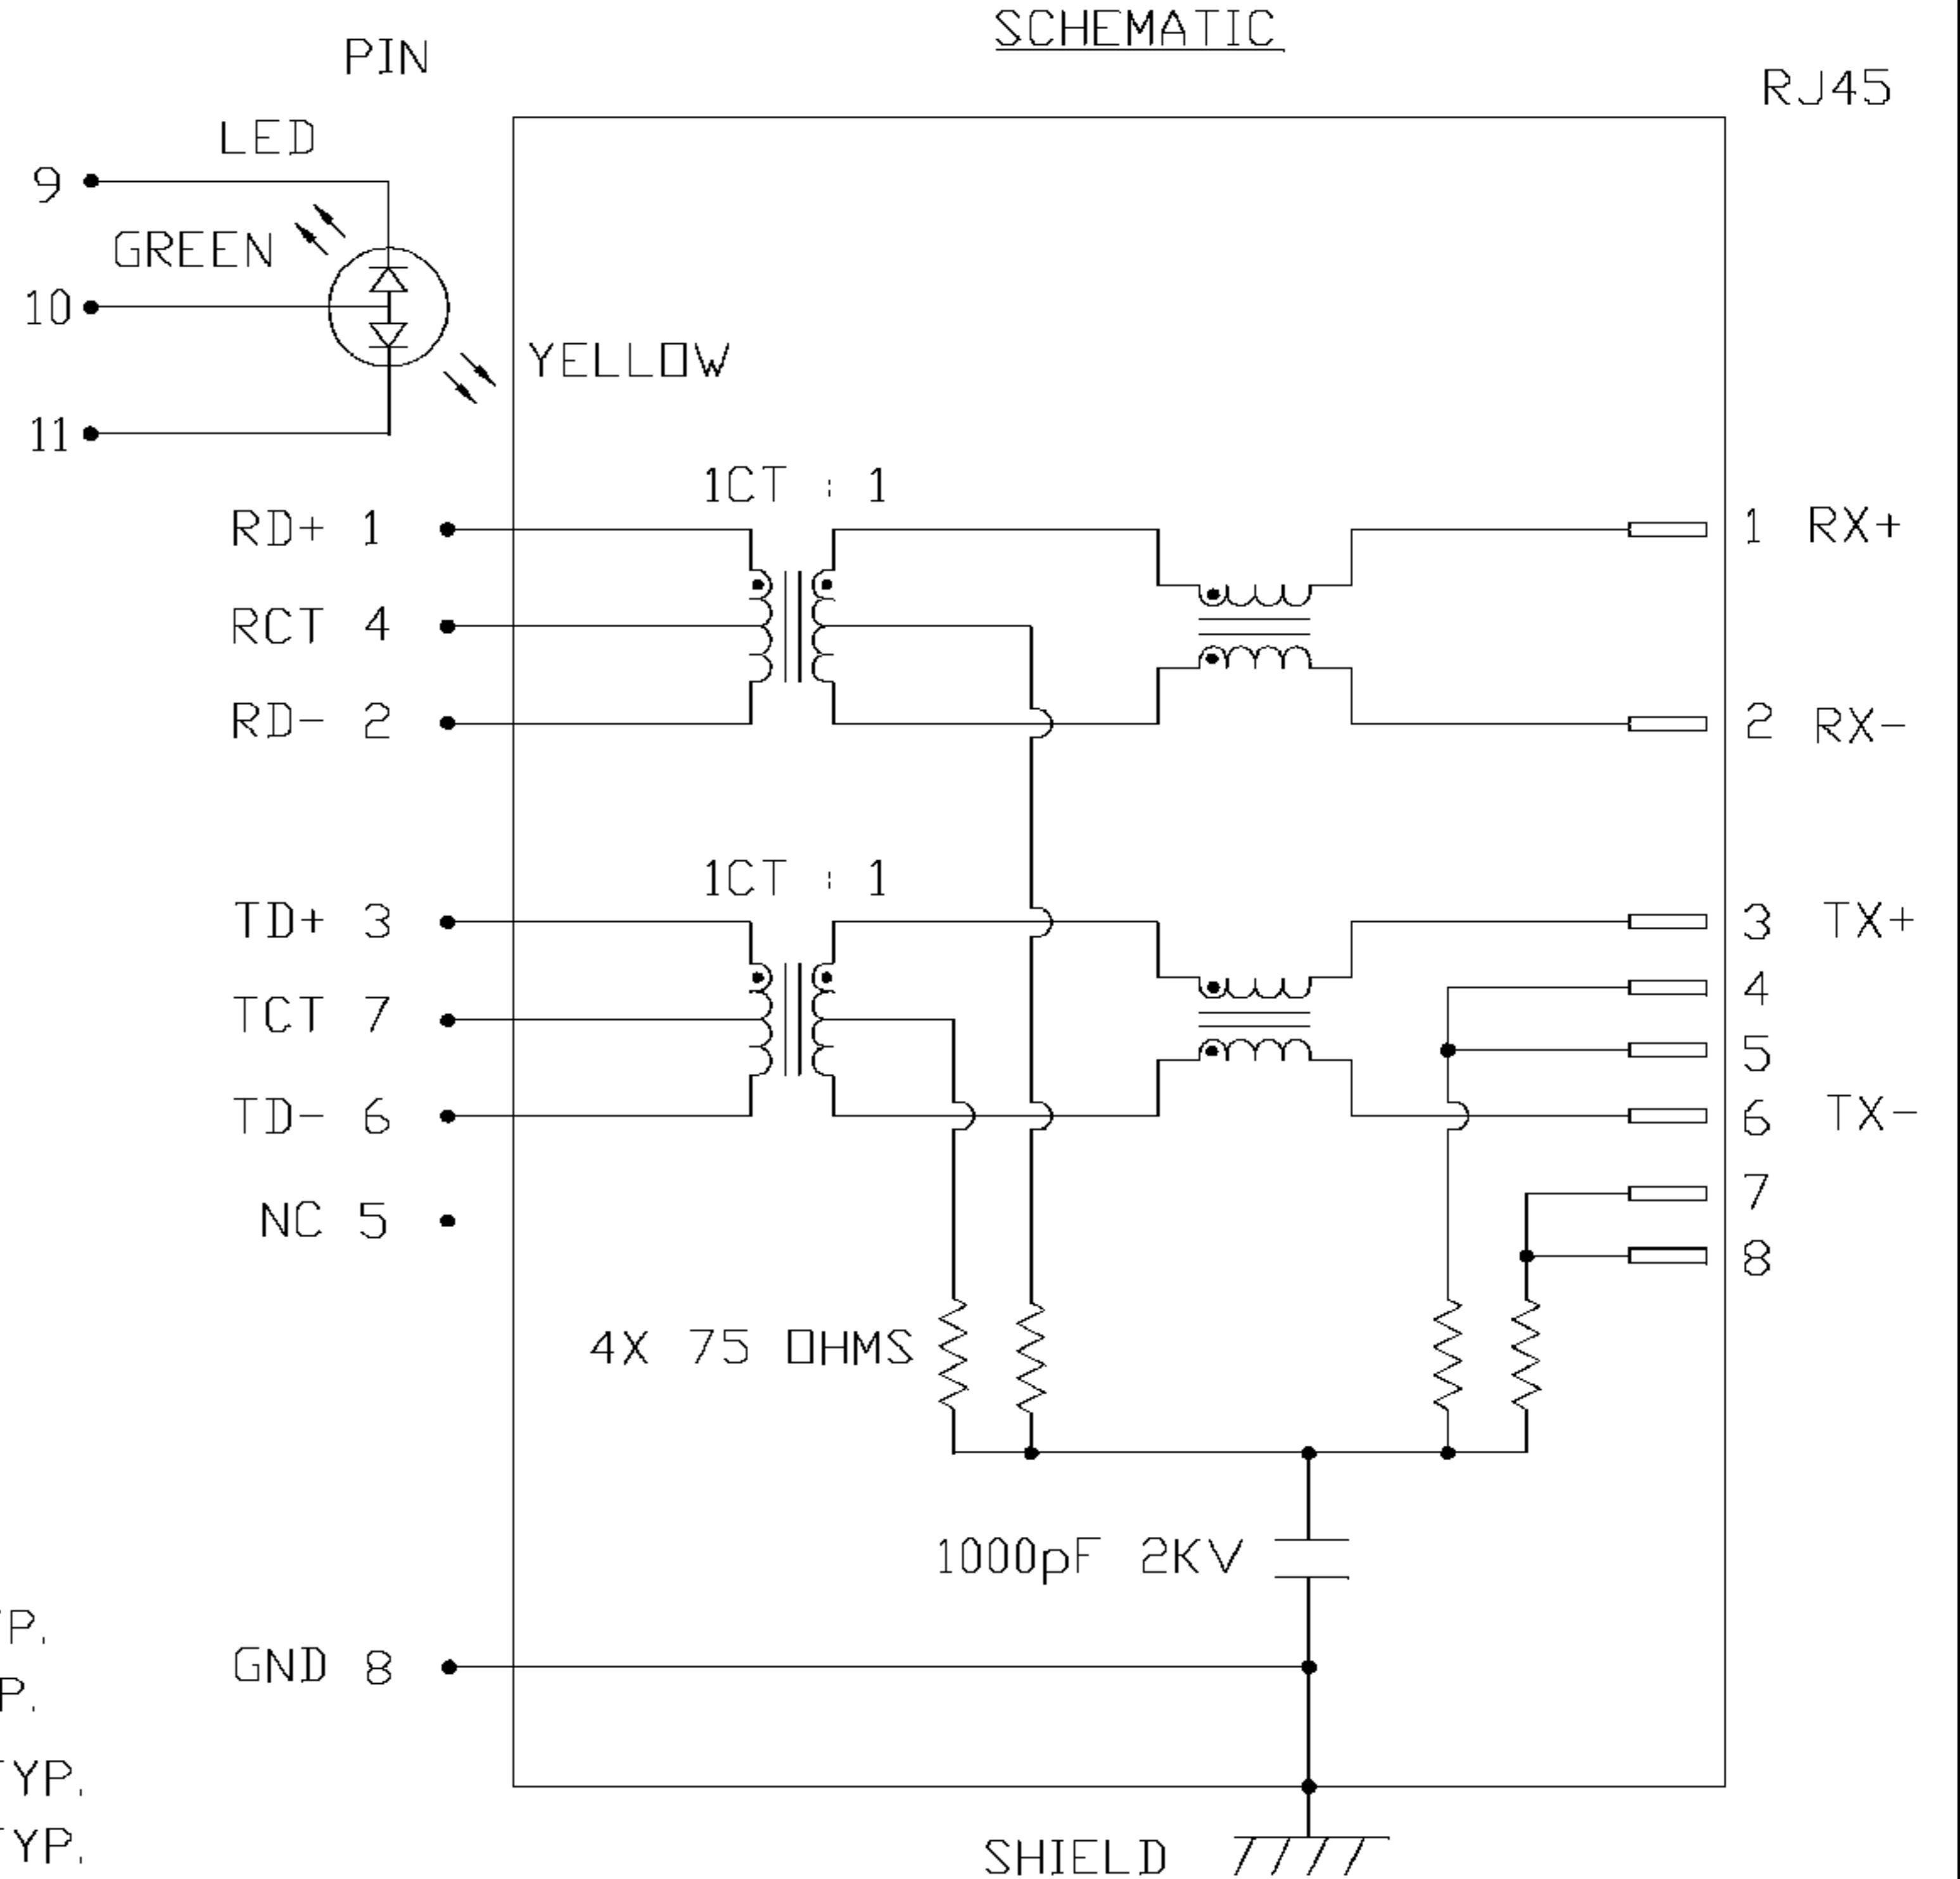 SCHEMATIC
PIN
RJ45
LED
9
GREEN
10
YELLOW
11
1CT : 1
RD+ 1
1 RX+
RCT 4
RD- 2
2 RX-
1CT : 1
TD+ 3
3 TX+
4
TCT 7
5
TD- 6
6 TX-
7
NC 5
8
4X 75 OHMS
1000pF 2KV
P.
GND 8
P.
YP.
YP.
SHIELD